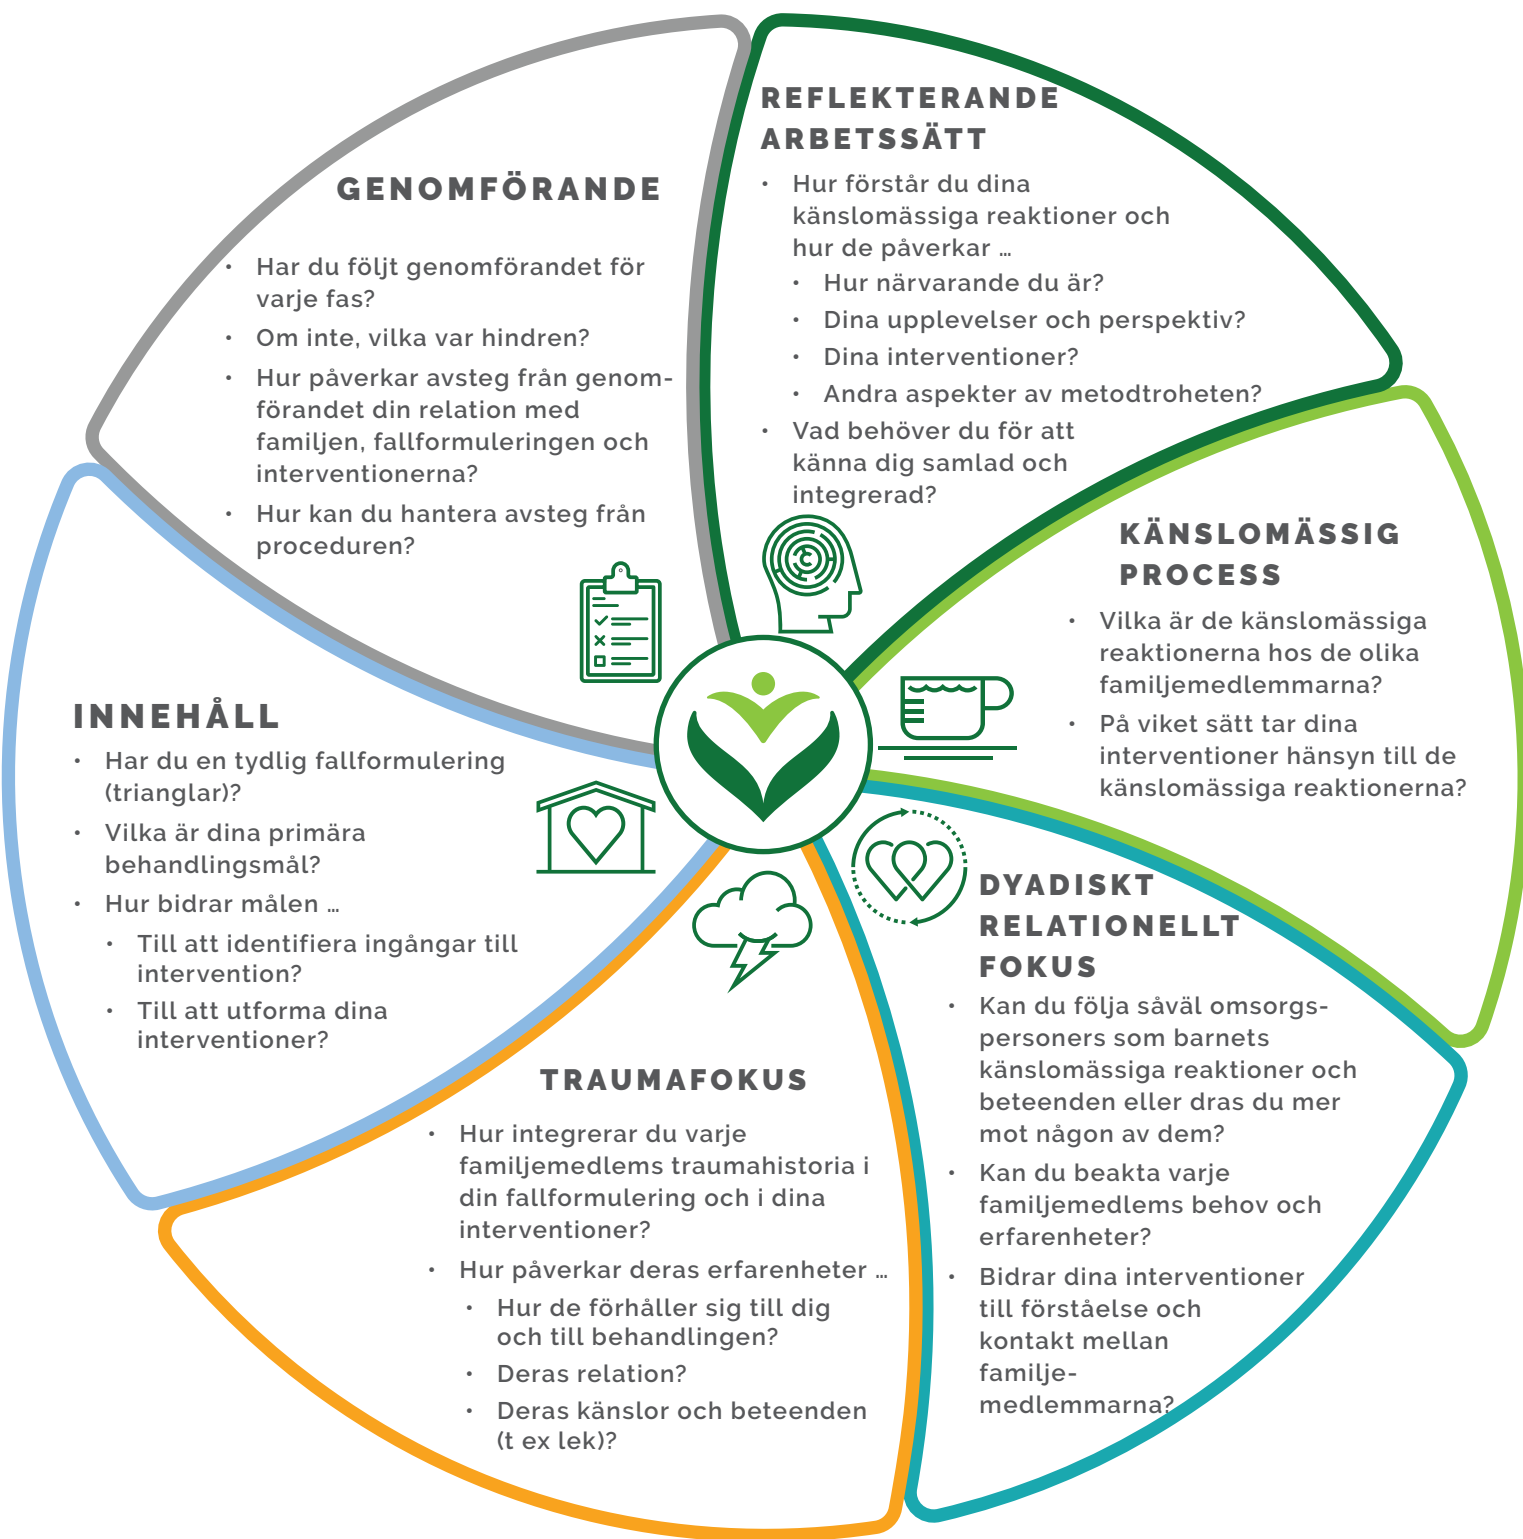 REFLEKTERANDE
ARBETSSÄTT
• Hur förstår du dina
känslomässiga reaktioner och
hur de påverkar …
• Hur närvarande du är?
• Dina upplevelser och perspektiv?
• Dina interventioner?
• Andra aspekter av metodtroheten?
• Vad behöver du för att
känna dig samlad och
integrerad?
KÄNSLOMÄSSIG
PROCESS
• Vilka är de känslomässiga
reaktionerna hos de olika
familjemedlemmarna?
• På viket sätt tar dina
interventioner hänsyn till de
känslomässiga reaktionerna?
DYADISKT
RELATIONELLT
FOKUS
• Kan du följa såväl omsorgs-
personers som barnets
känslomässiga reaktioner och
beteenden eller dras du mer
mot någon av dem?
• Kan du beakta varje
familjemedlems behov och
erfarenheter?
• Bidrar dina interventioner
till förståelse och
kontakt mellan
familje-
medlemmarna?
TRAUMAFOKUS
• Hur integrerar du varje
familjemedlems traumahistoria i
din fallformulering och i dina
interventioner?
• Hur påverkar deras erfarenheter …
• Hur de förhåller sig till dig
och till behandlingen?
• Deras relation?
• Deras känslor och beteenden
(t ex lek)?
INNEHÅLL
• Har du en tydlig fallformulering
(trianglar)?
• Vilka är dina primära
behandlingsmål?
• Hur bidrar målen …
• Till att identifiera ingångar till
intervention?
• Till att utforma dina
interventioner?
GENOMFÖRANDE
• Har du följt genomförandet för
varje fas?
• Om inte, vilka var hindren?
• Hur påverkar avsteg från genom-
förandet din relation med
familjen, fallformuleringen och
interventionerna?
• Hur kan du hantera avsteg från
proceduren?